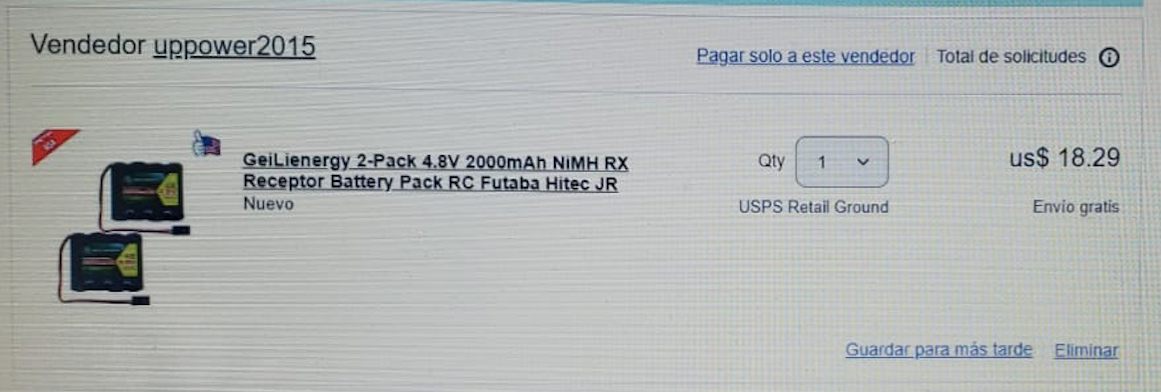 Vendedor uppower2015
Pagar solo a este vendedor
Total de solicitudes
GeiLienergy 2-Pack 4.8V 2000mAh NiMH RX
Receptor Battery Pack RC Futaba Hitec JR
Nuevo
Qty 1
USPS Retail Ground
us$ 18.29
Envío gratis
Guardar para más tarde
Eliminar